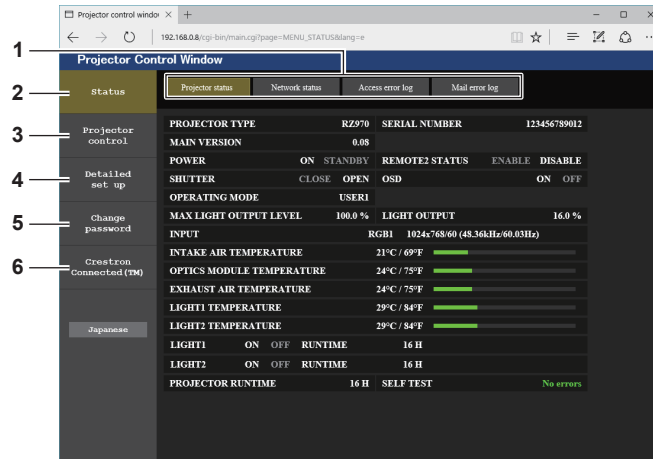 Projector control windov
192.168.0.8/cgi-bin/main.cgi?page=MENU_STATUS&lang=e
Projector Control Window
1
2
3
4
5
6
Status
Projector control
Detailed set up
Change password
Crestron Connected(TM)
Japanese
Projector status Network status Access error log Mail error log
PROJECTOR TYPE RZ970 SERIAL NUMBER 123456789012
MAIN VERSION 0.08
POWER ON STANDBY REMOTE2 STATUS ENABLE DISABLE
SHUTTER CLOSE OPEN OSD ON OFF
OPERATING MODE USER1
MAX LIGHT OUTPUT LEVEL 100.0 % LIGHT OUTPUT 16.0 %
INPUT RGB1 1024x768/60 (48.36kHz/60.03Hz)
INTAKE AIR TEMPERATURE 21°C / 69°F
OPTICS MODULE TEMPERATURE 24°C / 75°F
EXHAUST AIR TEMPERATURE 24°C / 75°F
LIGHT1 TEMPERATURE 29°C / 84°F
LIGHT2 TEMPERATURE 29°C / 84°F
LIGHT1 ON OFF RUNTIME 16 H
LIGHT2 ON OFF RUNTIME 16 H
PROJECTOR RUNTIME 16 H SELF TEST No errors